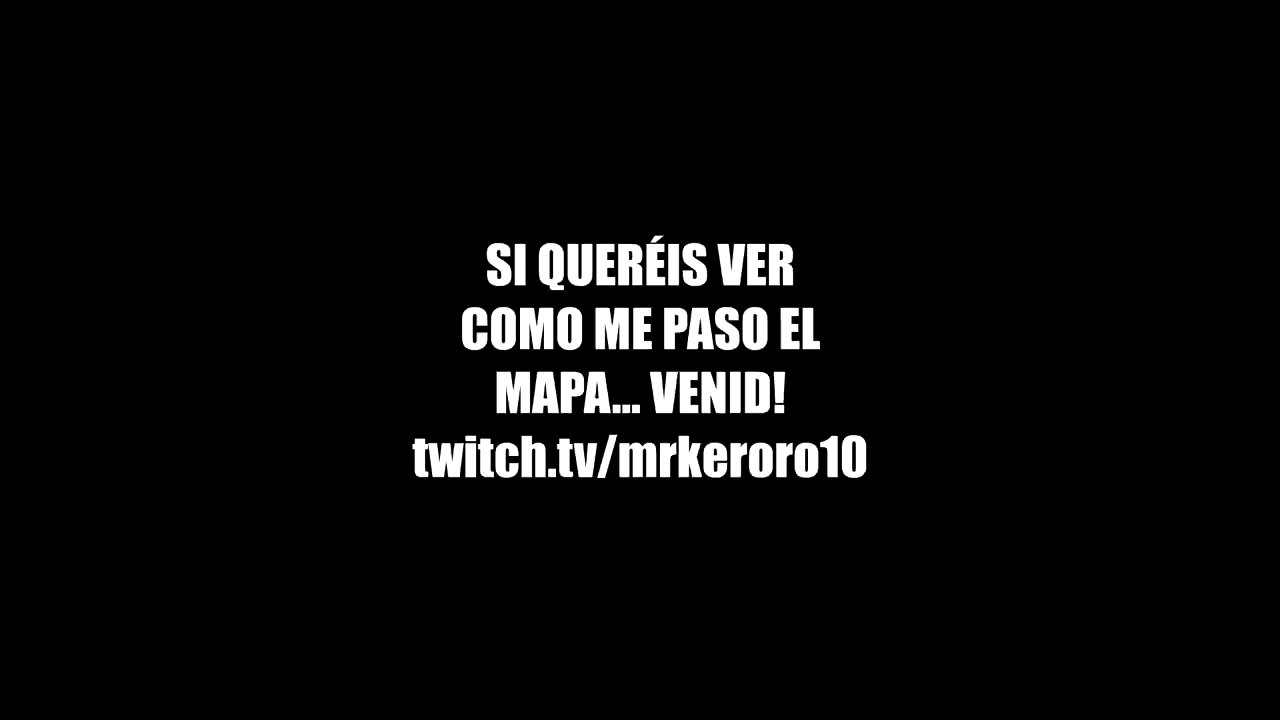 SI QUERÉIS VER
COMO ME PASO EL
MAPA... VENID!
twitch.tv/mrkeroro10